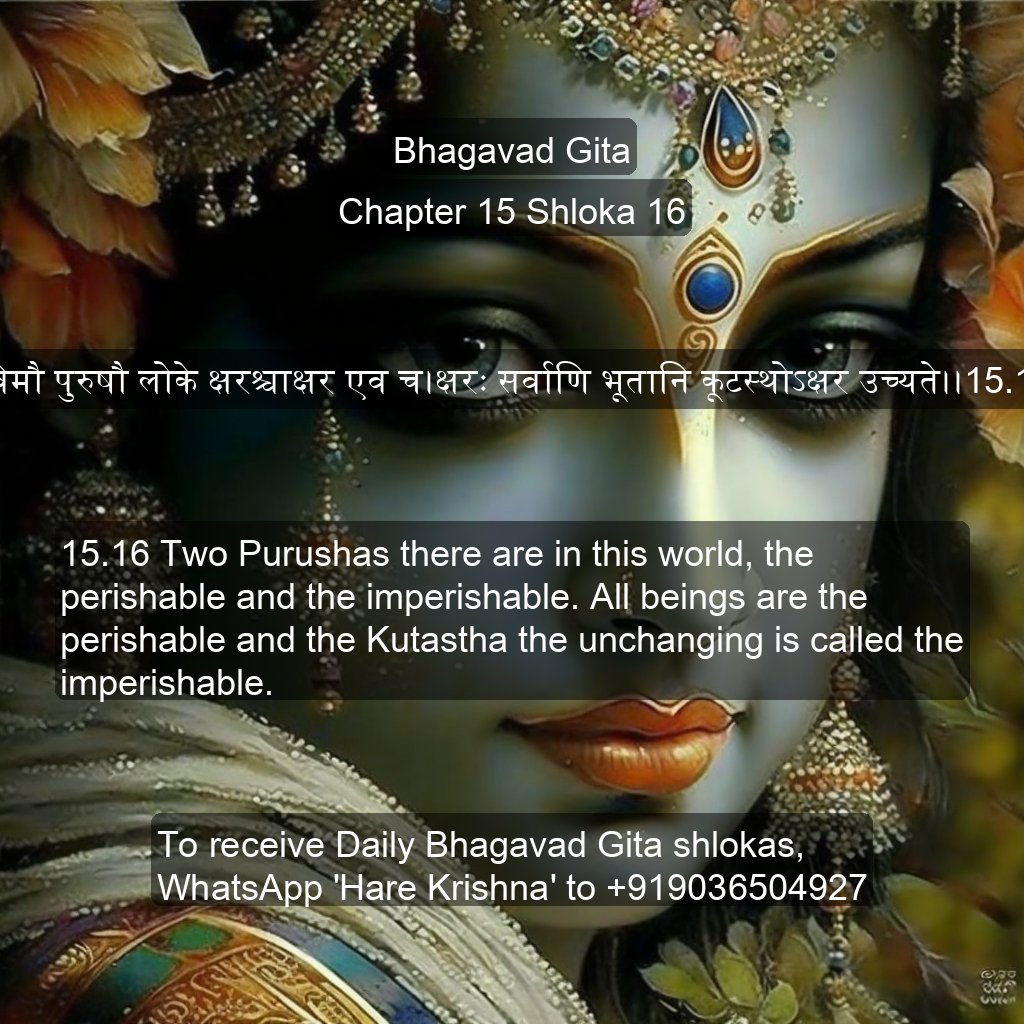 Bhagavad Gita
Chapter 15 Shloka 16
पुरुषौ लोके क्षरश्चाक्षर एव च।क्षरः सर्वाणि भूतानि कूटस्थोऽक्षर उच्यते।।15.1
15.16 Two Purushas there are in this world, the
perishable and the imperishable. All beings are the
perishable and the Kutastha the unchanging is called the
imperishable.
To receive Daily Bhagavad Gita shlokas,
WhatsApp 'Hare Krishna' to +919036504927